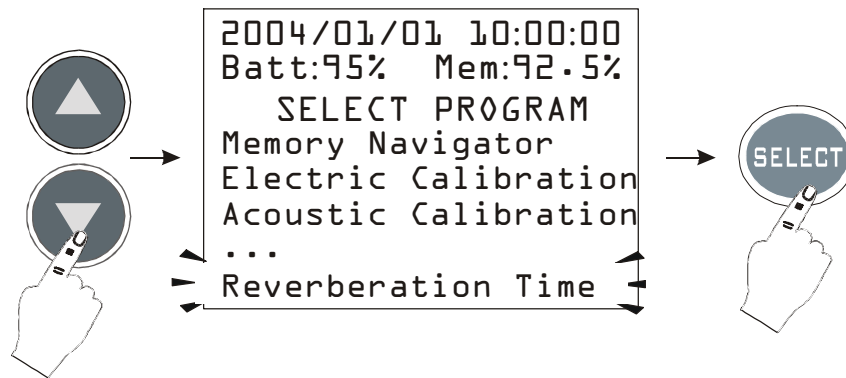 2004/01/01 10:00:00
Batt:95% Mem:92.5%
SELECT PROGRAM
Memory Navigator
Electric Calibration
Acoustic Calibration
...
Reverberation Time
SELECT